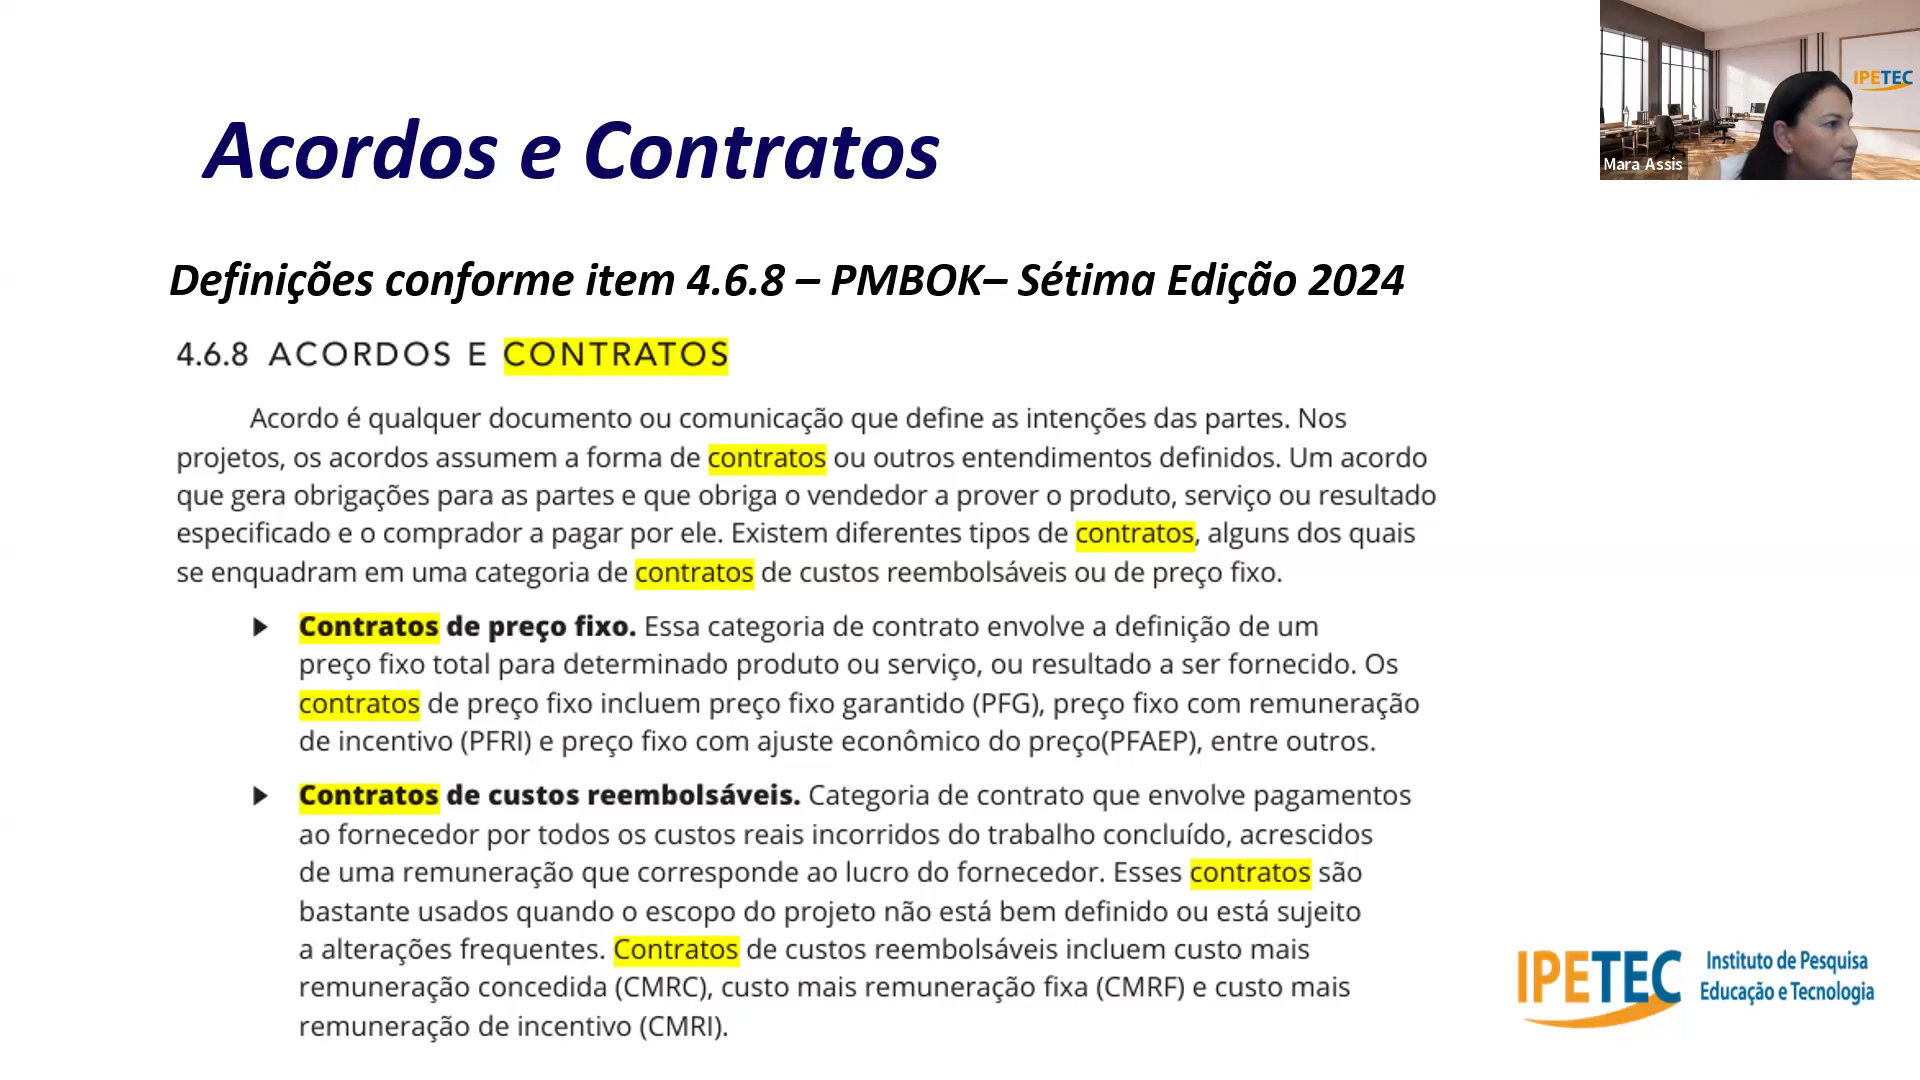 Acordos e Contratos
IPETEC
Mara Assis
Definições conforme item 4.6.8 – PMBOK– Sétima Edição 2024
4.6.8 ACORDOS E CONTRATOS
Acordo é qualquer documento ou comunicação que define as intenções das partes. Nos
projetos, os acordos assumem a forma de contratos ou outros entendimentos definidos. Um acordo
que gera obrigações para as partes e que obriga o vendedor a prover o produto, serviço ou resultado
especificado e o comprador a pagar por ele. Existem diferentes tipos de contratos, alguns dos quais
se enquadram em uma categoria de contratos de custos reembolsáveis ou de preço fixo.
Contratos de preço fixo. Essa categoria de contrato envolve a definição de um
preço fixo total para determinado produto ou serviço, ou resultado a ser fornecido. Os
contratos de preço fixo incluem preço fixo garantido (PFG), preço fixo com remuneração
de incentivo (PFRI) e preço fixo com ajuste econômico do preço(PFAEP), entre outros.
Contratos de custos reembolsáveis. Categoria de contrato que envolve pagamentos
ao fornecedor por todos os custos reais incorridos do trabalho concluído, acrescidos
de uma remuneração que corresponde ao lucro do fornecedor. Esses contratos são
bastante usados quando o escopo do projeto não está bem definido ou está sujeito
a alterações frequentes. Contratos de custos reembolsáveis incluem custo mais
remuneração concedida (CMRC), custo mais remuneração fixa (CMRF) e custo mais
remuneração de incentivo (CMRI).
IPETEC
Instituto de Pesquisa
Educação e Tecnologia